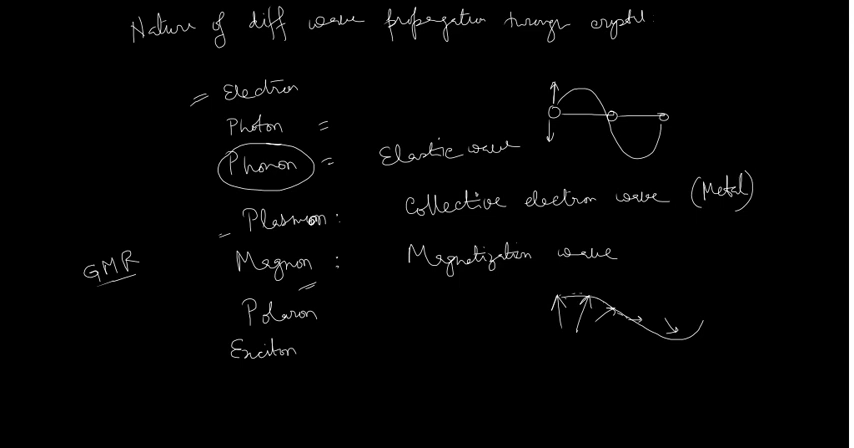 Nature of diff wave propagation through crystal:
= Electron
Photon =
Phonon = Elastic wave
- Plasmon: Collective electron wave (Metal)
GMR Magnon : Magnetization wave
Polaron
Exciton